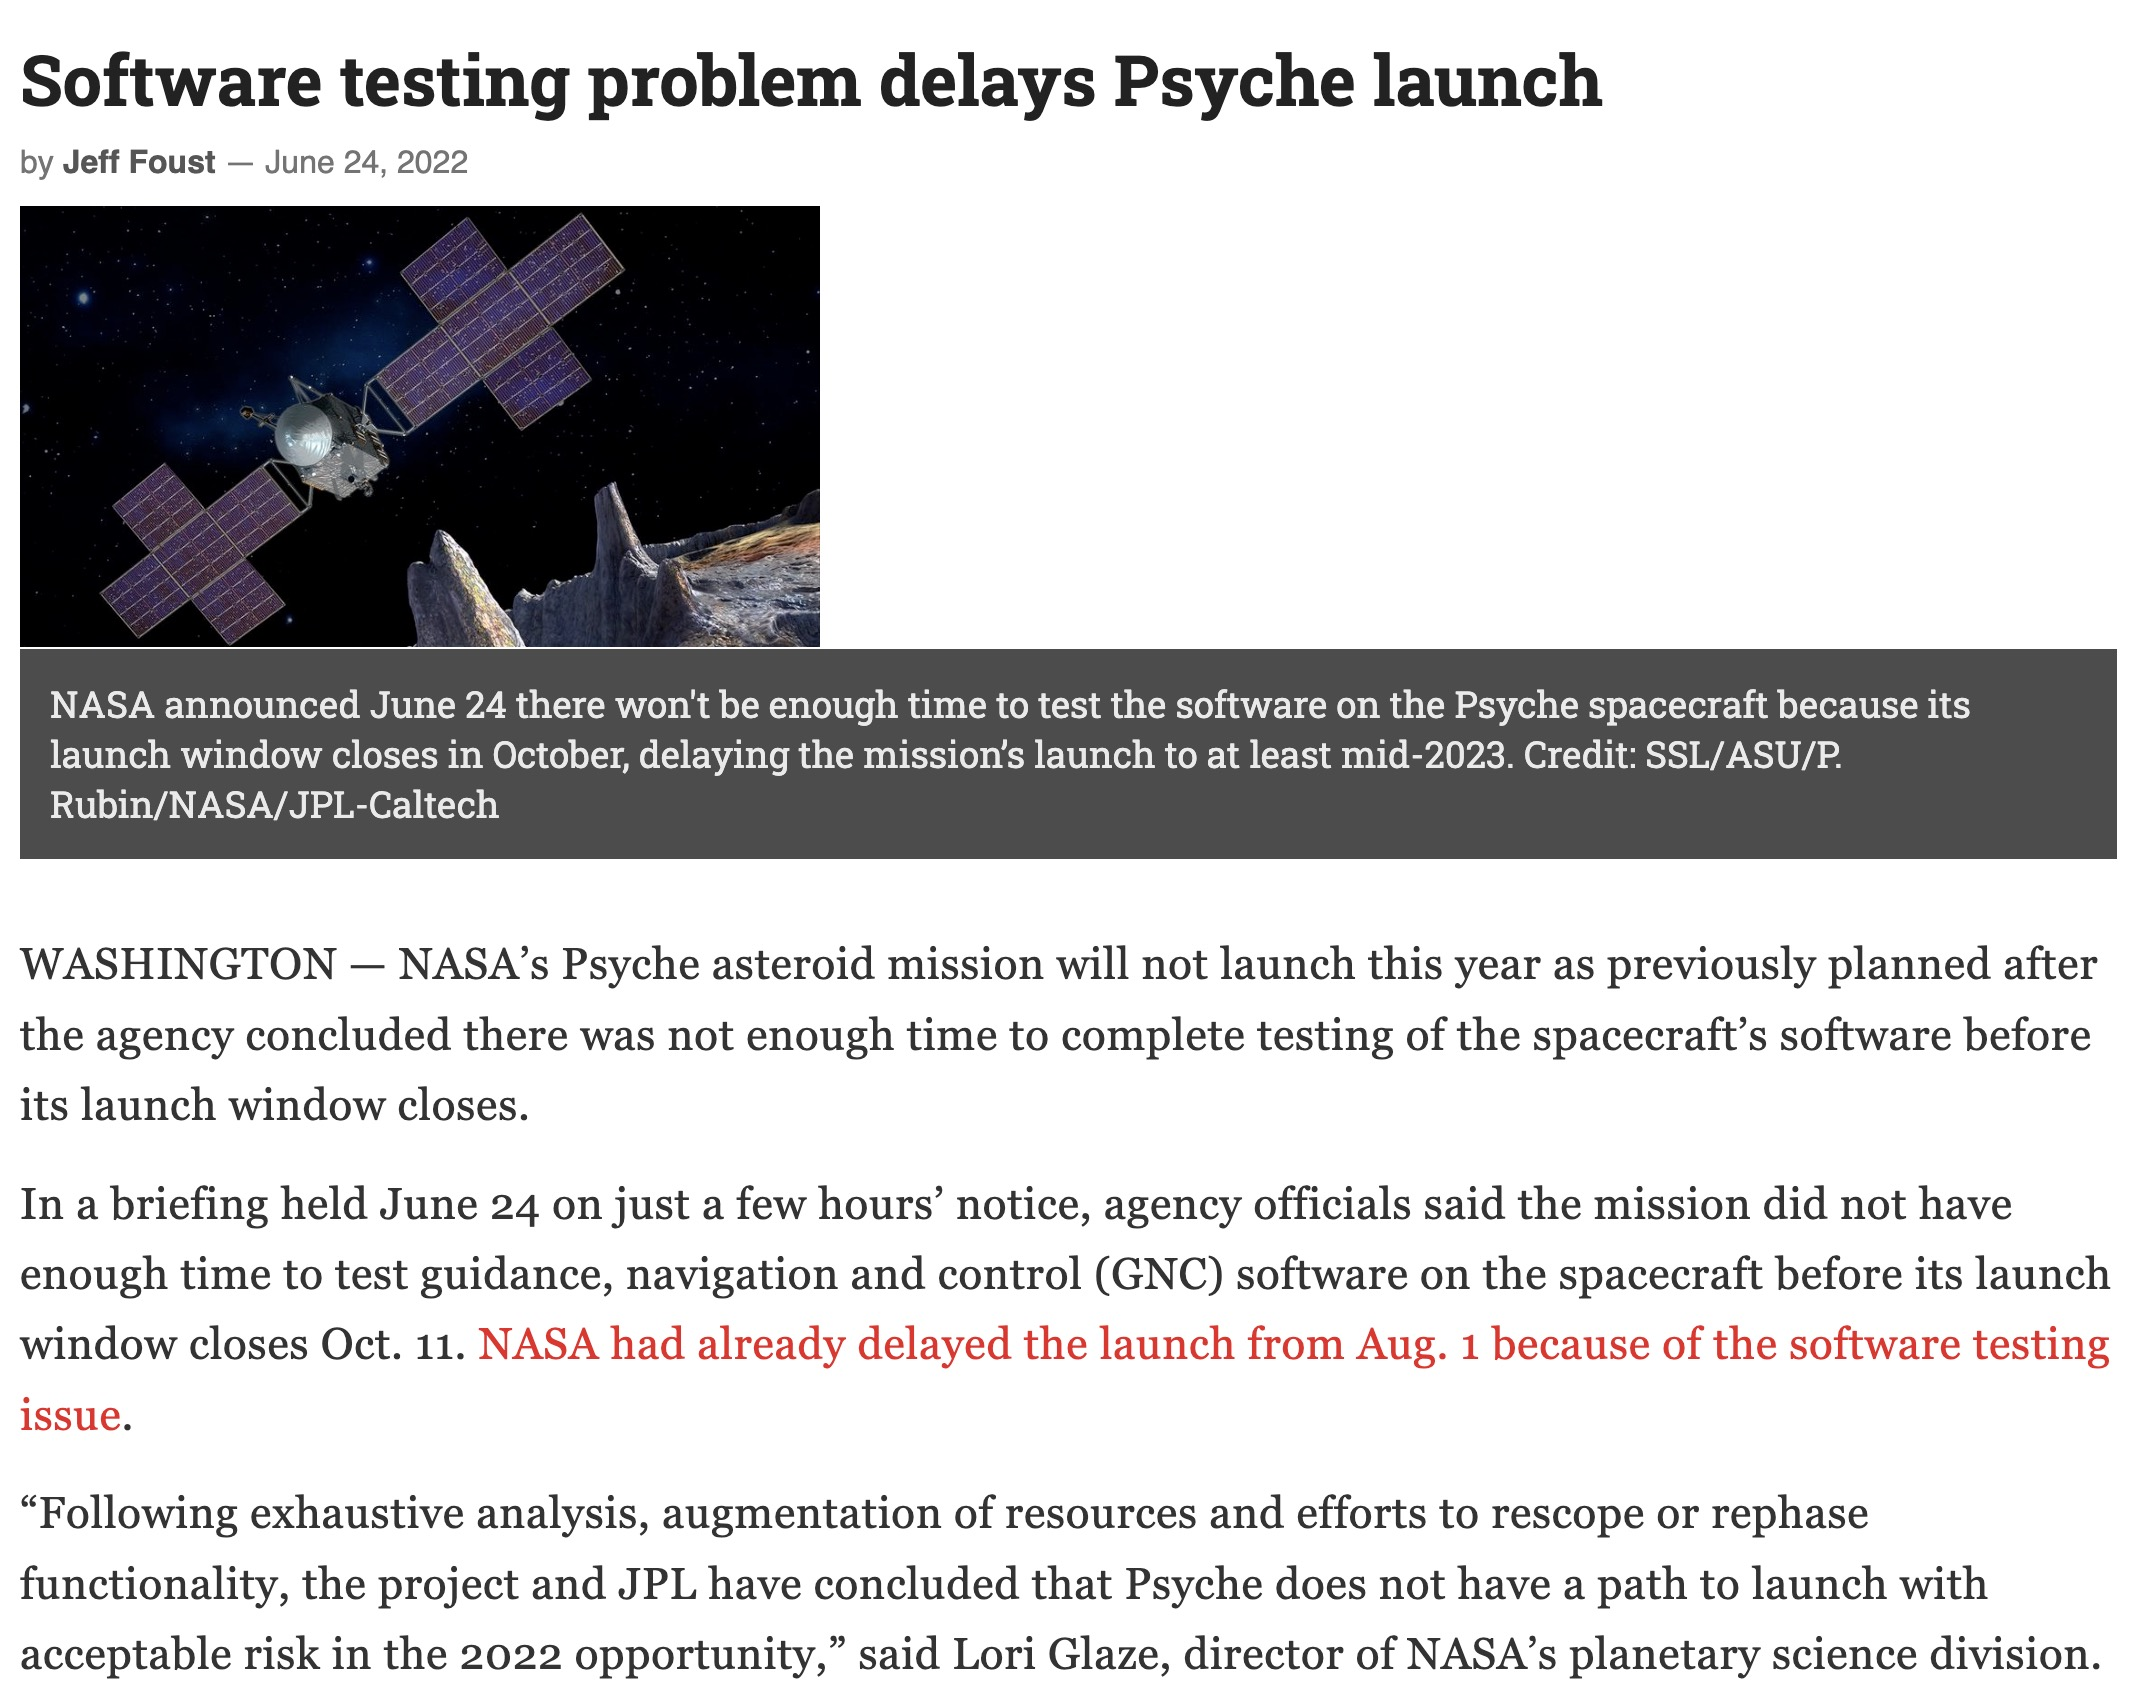 Software testing problem delays Psyche launch
by Jeff Foust — June 24, 2022
NASA announced June 24 there won't be enough time to test the software on the Psyche spacecraft because its
launch window closes in October, delaying the mission’s launch to at least mid-2023. Credit: SSL/ASU/P.
Rubin/NASA/JPL-Caltech
WASHINGTON — NASA’s Psyche asteroid mission will not launch this year as previously planned after
the agency concluded there was not enough time to complete testing of the spacecraft’s software before
its launch window closes.
In a briefing held June 24 on just a few hours’ notice, agency officials said the mission did not have
enough time to test guidance, navigation and control (GNC) software on the spacecraft before its launch
window closes Oct. 11. NASA had already delayed the launch from Aug. 1 because of the software testing
issue.
“Following exhaustive analysis, augmentation of resources and efforts to rescope or rephase
functionality, the project and JPL have concluded that Psyche does not have a path to launch with
acceptable risk in the 2022 opportunity,” said Lori Glaze, director of NASA’s planetary science division.